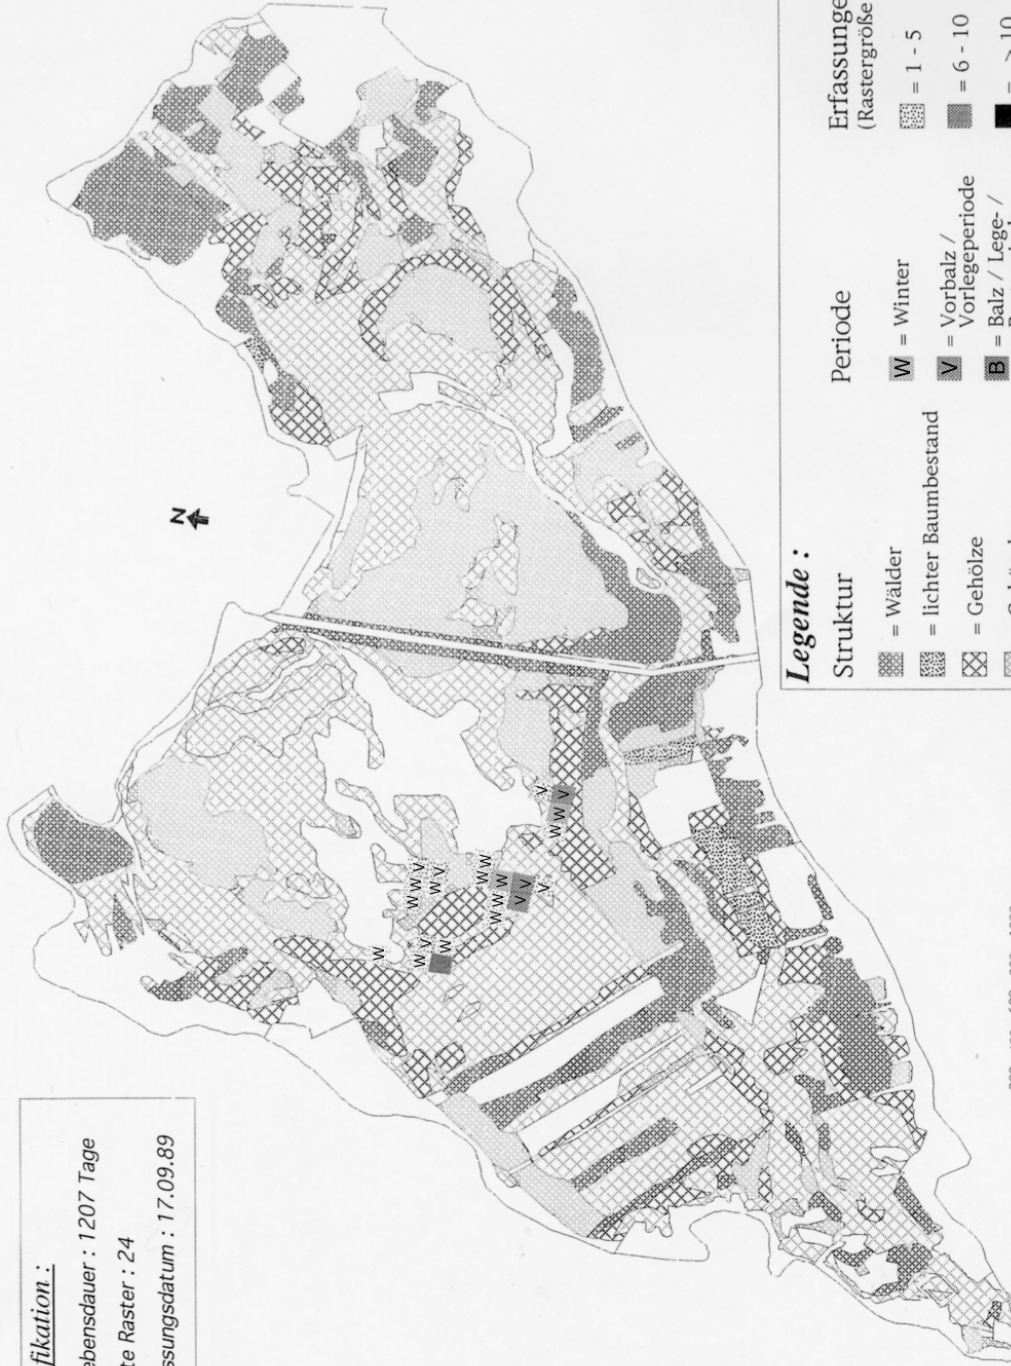 fikation :
ebensdauer : 1207 Tage
te Raster : 24
ssungsdatum : 17.09.89
N
W
W V
W
W W V
W V
W W
W
W W W
V V
V
V
W W V
Legende :
Struktur
= Wälder
= lichter Baumbestand
= Gehölze
Periode
W = Winter
V = Vorbalz /
Vorlegeperiode
B = Balz / Lege- /
Erfassunge
(Rastergröße
= 1 - 5
= 6 - 10
= > 10